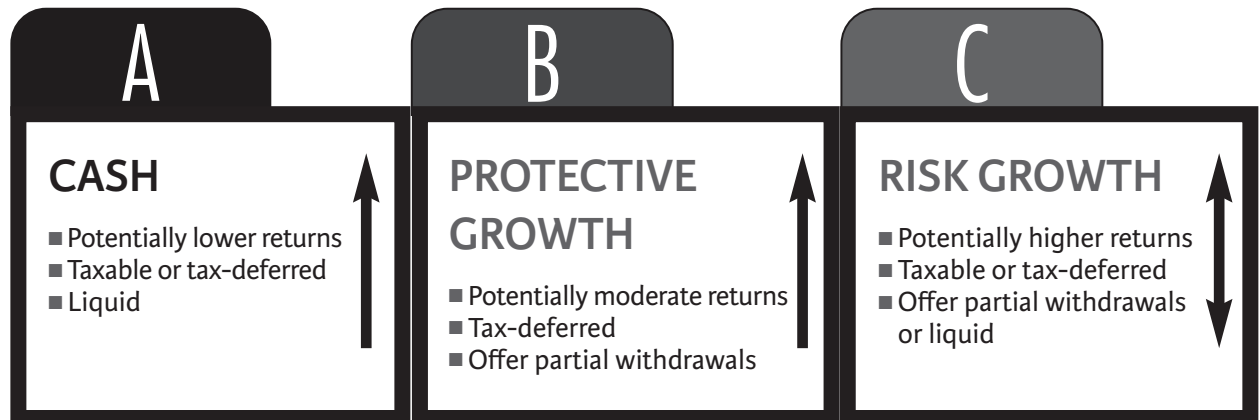 A
CASH
Potentially lower returns
Taxable or tax-deferred
Liquid
B
PROTECTIVE
GROWTH
Potentially moderate returns
Tax-deferred
Offer partial withdrawals
C
RISK GROWTH
Potentially higher returns
Taxable or tax-deferred
Offer partial withdrawals
or liquid